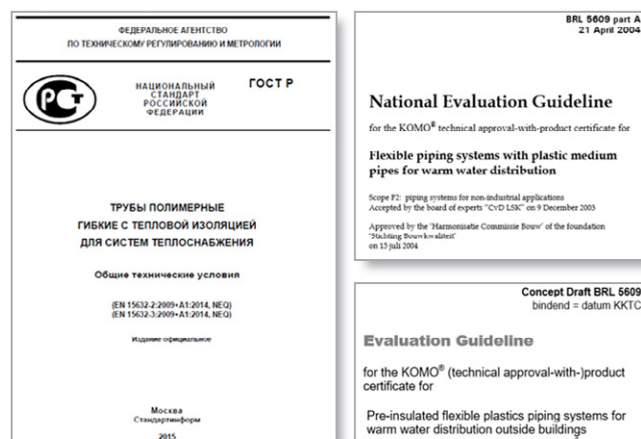 ФЕДЕРАЛЬНОЕ АГЕНТСТВО
ПО ТЕХНИЧЕСКОМУ РЕГУЛИРОВАНИЮ И МЕТРОЛОГИИ
НАЦИОНАЛЬНЫЙ
СТАНДАРТ
РОССИЙСКОЙ
ФЕДЕРАЦИИ
ГОСТ Р
ТРУБЫ ПОЛИМЕРНЫЕ
ГИБКИЕ С ТЕПЛОВОЙ ИЗОЛЯЦИЕЙ
ДЛЯ СИСТЕМ ТЕПЛОСНАБЖЕНИЯ
Общие технические условия
(EN 15632-2:2009+A1:2014, NEQ)
(EN 15632-3:2009+A1:2014, NEQ)
Издание официальное
Москва
Стандартинформ
2015
BRL 5609 part A
21 April 2004
National Evaluation Guideline
for the KOMO® technical approval-with-product certificate for
Flexible piping systems with plastic medium
pipes for warm water distribution
Scope F2: piping systems for non-industrial applications
Accepted by the board of experts "CvD LSK" on 9 December 2003
Approved by the "Harmonisatie Commissie Bouw" of the foundation
"Stichting Bouwkwaliteit"
on 15 juli 2004
Concept Draft BRL 5609
bindend = datum KKTC
Evaluation Guideline
for the KOMO® (technical approval-with-)product
certificate for
Pre-insulated flexible plastics piping systems for
warm water distribution outside buildings